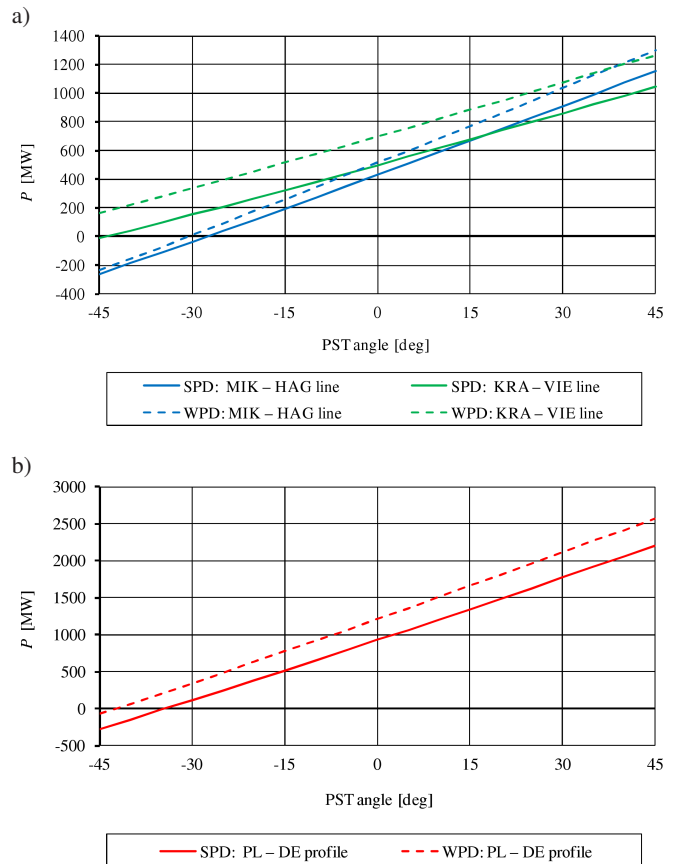 a)
1400
1200
1000
800
600
400
200
0
-200
-400
P [MW]
-45 -30 -15 0 15 30 45
PST angle [deg]
SPD: MIK – HAG line SPD: KRA – VIE line
WPD: MIK – HAG line WPD: KRA – VIE line
b)
3000
2500
2000
1500
1000
500
0
-500
P [MW]
-45 -30 -15 0 15 30 45
PST angle [deg]
SPD: PL – DE profile WPD: PL – DE profile